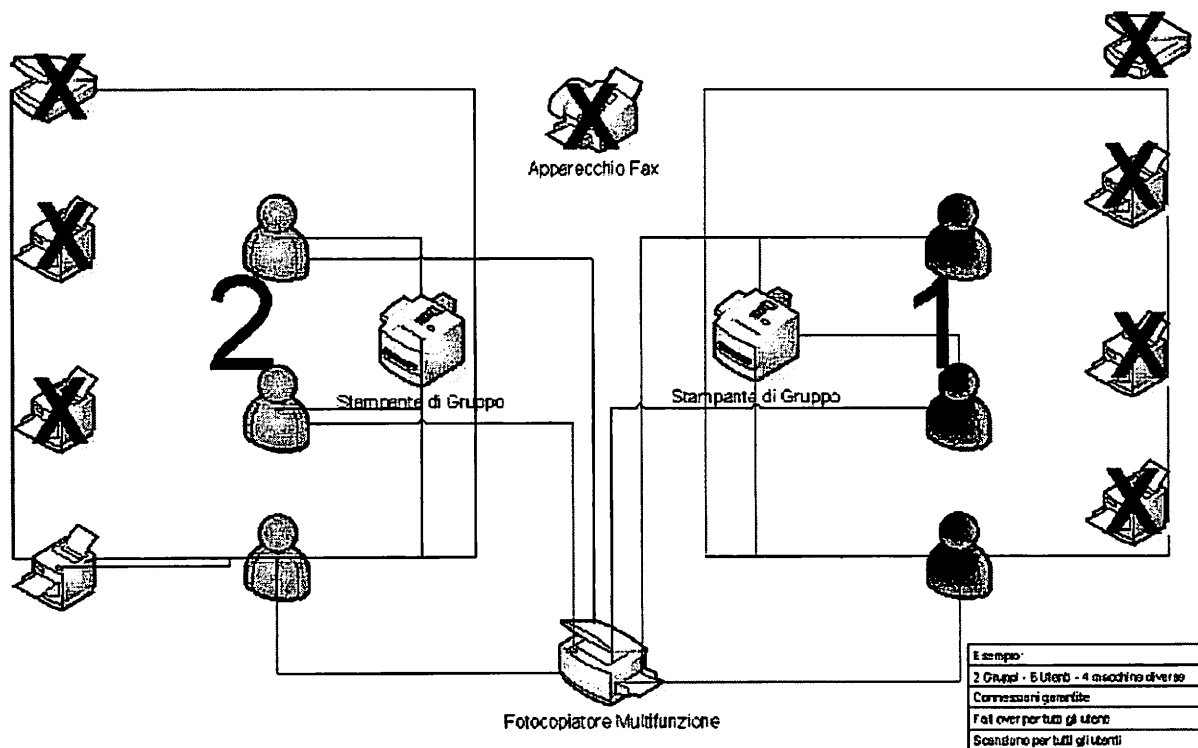 Apparecchio Fax
2
1
Stampante di Gruppo
Stampante di Gruppo
Fotocopiatore Multifunzione
Esempio:
2 Gruppi - 6 Utenti - 4 macchine diverse
Connessioni garantite
Fail over per tutti gli utenti
Scansione per tutti gli utenti